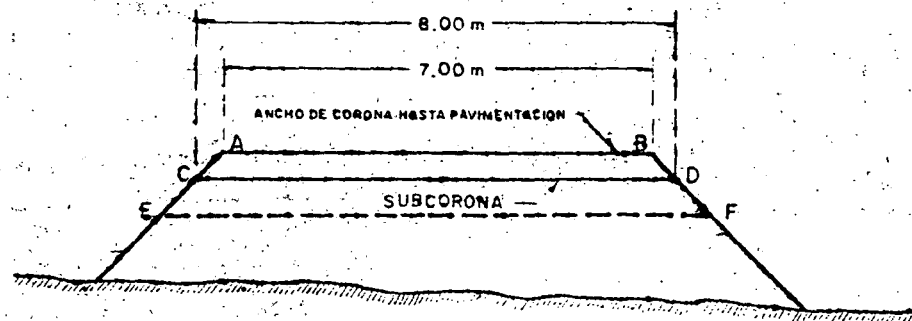 8.00 m
7.00 m
ANCHO DE CORONA HASTA PAVIMENTACION
A B
C D
SUBCORONA
E F